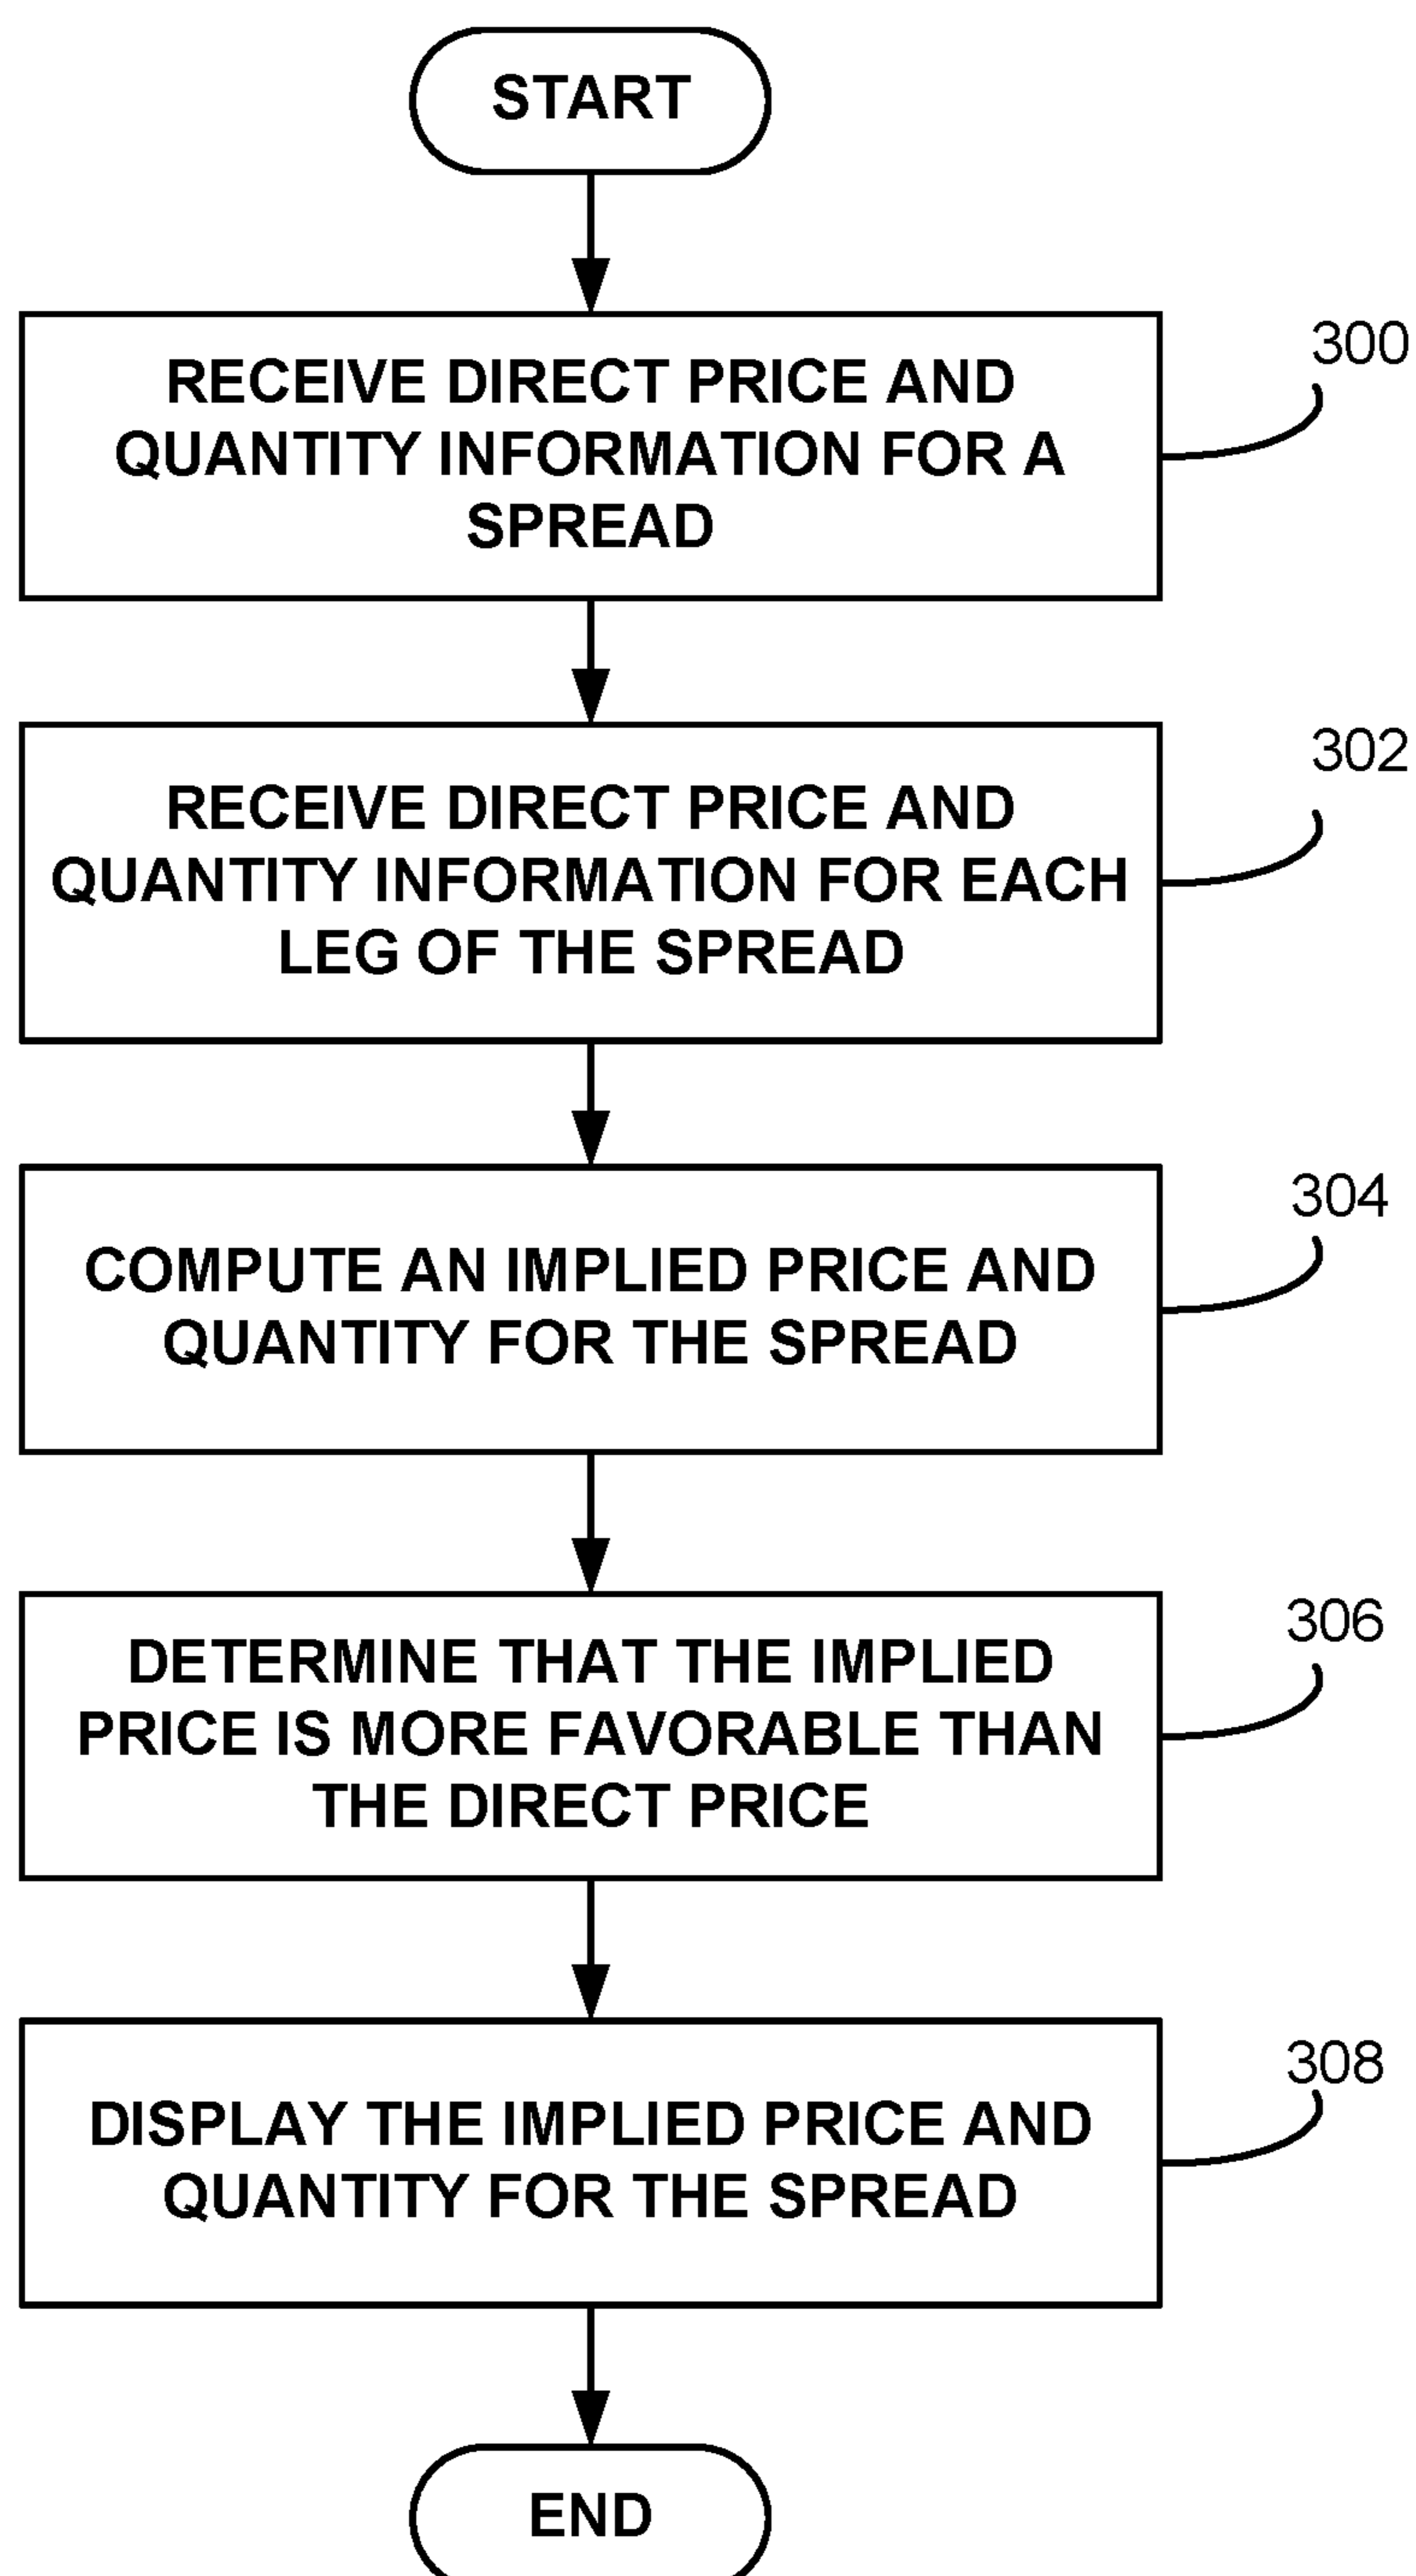 START
RECEIVE DIRECT PRICE AND
QUANTITY INFORMATION FOR A
SPREAD
300
RECEIVE DIRECT PRICE AND
QUANTITY INFORMATION FOR EACH
LEG OF THE SPREAD
302
COMPUTE AN IMPLIED PRICE AND
QUANTITY FOR THE SPREAD
304
DETERMINE THAT THE IMPLIED
PRICE IS MORE FAVORABLE THAN
THE DIRECT PRICE
306
DISPLAY THE IMPLIED PRICE AND
QUANTITY FOR THE SPREAD
308
END